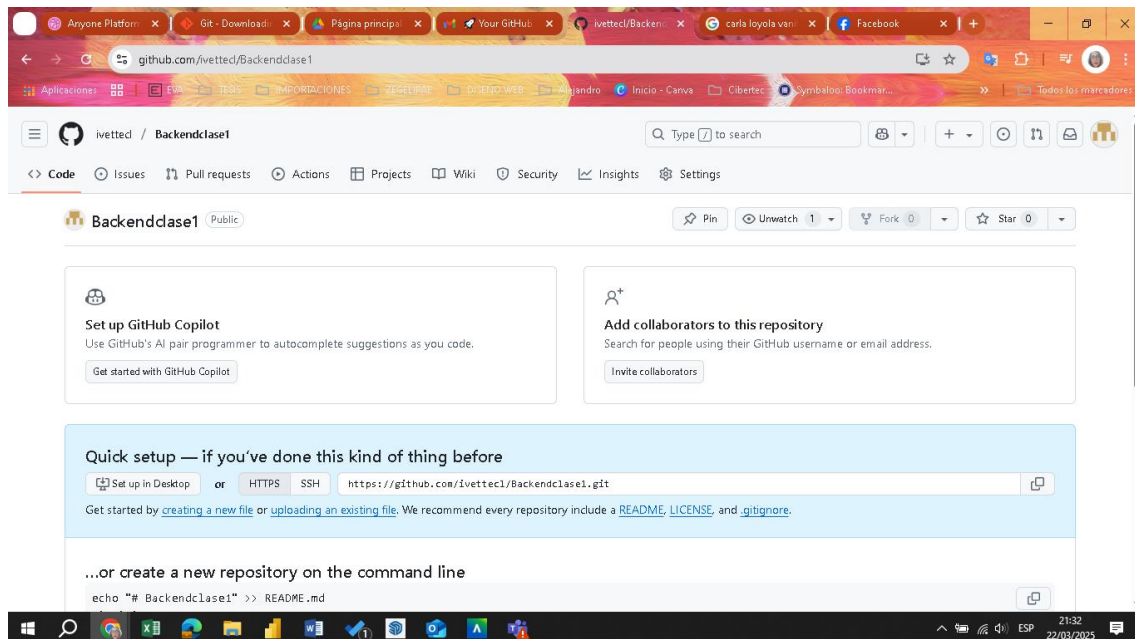 Anyone Platform
Git - Downloadin
Página principal
Your GitHub
ivettecl/Backend
carla loyola van
Facebook
github.com/ivettecl/Backendclase1
Aplicaciones
EVA
TESIS
IMPORTACIONES
ZEGELIPAE
DISEÑO WEB
Alejandro
Inicio - Canva
Cibertec
Symbaloo: Bookmar...
»
Todos los marcadores
ivettecl / Backendclase1
Type / to search
<> Code
Issues
Pull requests
Actions
Projects
Wiki
Security
Insights
Settings
Backendclase1 Public
Pin
Unwatch 1
Fork 0
Star 0
Set up GitHub Copilot
Use GitHub's AI pair programmer to autocomplete suggestions as you code.
Get started with GitHub Copilot
Add collaborators to this repository
Search for people using their GitHub username or email address.
Invite collaborators
Quick setup — if you've done this kind of thing before
Set up in Desktop or HTTPS SSH https://github.com/ivettecl/Backendclase1.git
Get started by creating a new file or uploading an existing file. We recommend every repository include a README, LICENSE, and .gitignore.
...or create a new repository on the command line
echo "# Backendclase1" >> README.md
ESP
21:32
22/03/2025